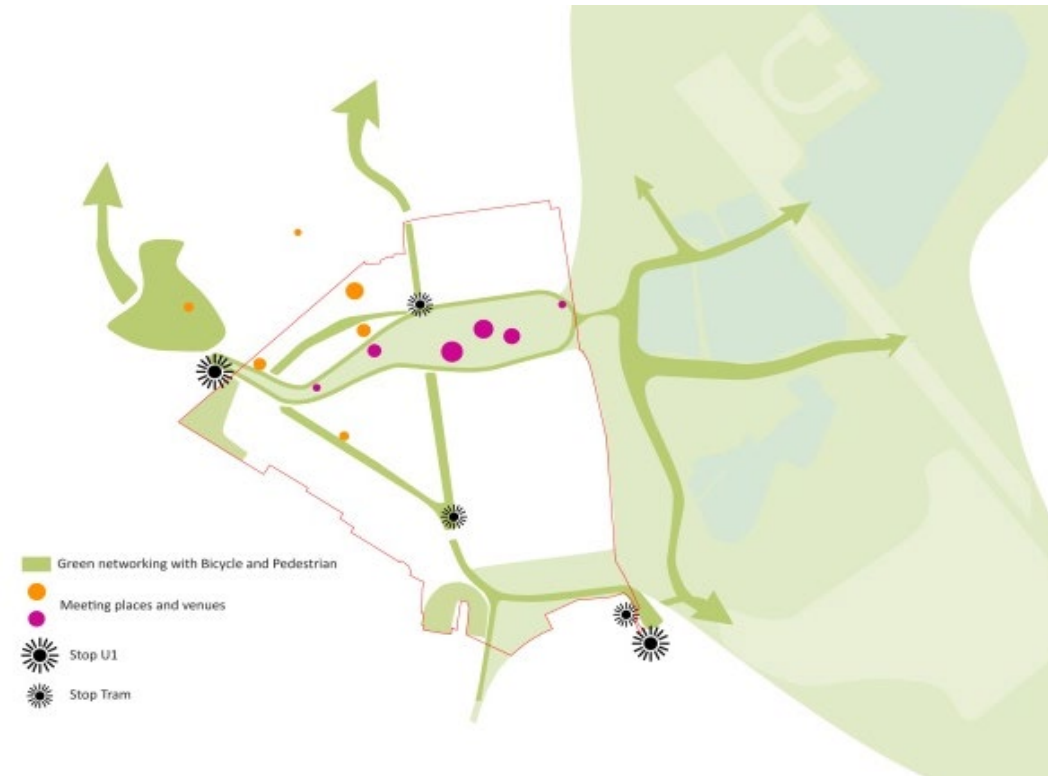 Green networking with Bicycle and Pedestrian
Meeting places and venues
Stop U1
Stop Tram